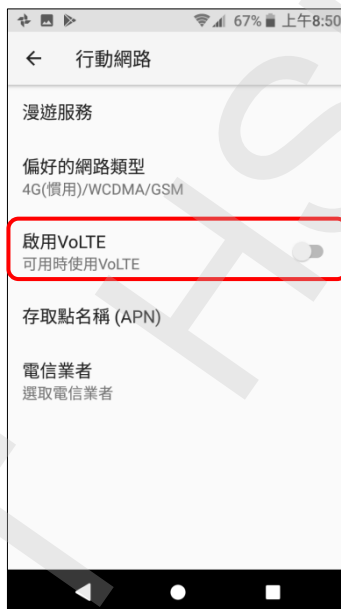 67% 上午8:50
行動網路
漫遊服務
偏好的網路類型
4G(慣用)/WCDMA/GSM
啟用VoLTE
可用時使用VoLTE
存取點名稱 (APN)
電信業者
選取電信業者